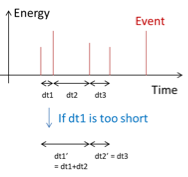 Energy
Event
dt1 dt2 dt3
Time
If dt1 is too short
dt1' dt2' = dt3
= dt1+dt2